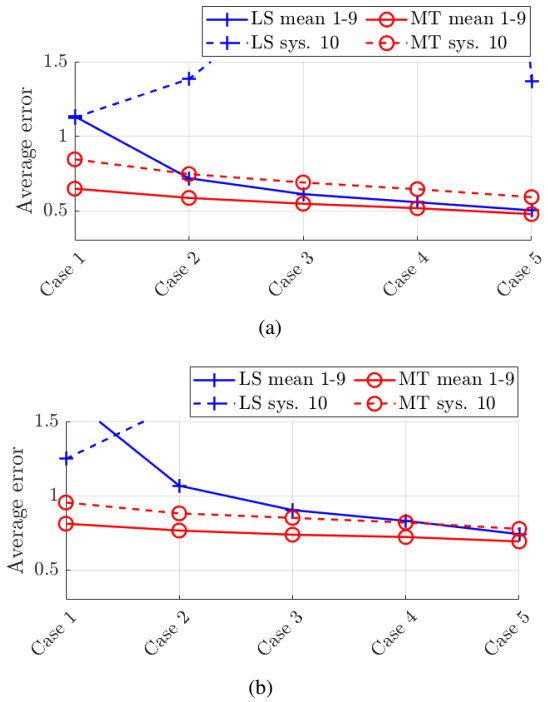 LS mean 1-9 MT mean 1-9
LS sys. 10 MT sys. 10
1.5
1
0.5
Average error
Case 1 Case 2 Case 3 Case 4 Case 5
(a)
LS mean 1-9 MT mean 1-9
LS sys. 10 MT sys. 10
1.5
1
0.5
Average error
Case 1 Case 2 Case 3 Case 4 Case 5
(b)